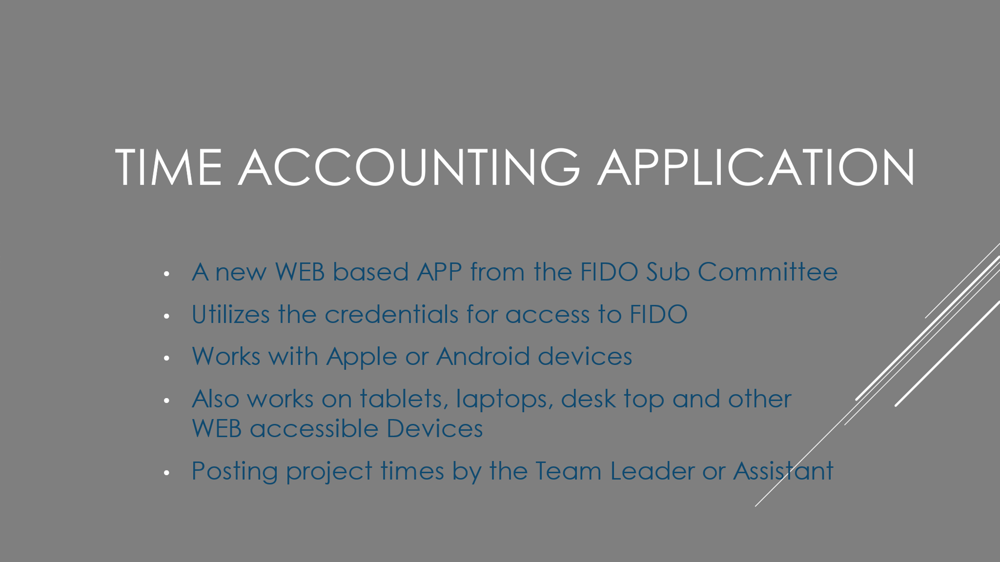 TIME ACCOUNTING APPLICATION
• A new WEB based APP from the FIDO Sub Committee
• Utilizes the credentials for access to FIDO
• Works with Apple or Android devices
• Also works on tablets, laptops, desk top and other
WEB accessible Devices
• Posting project times by the Team Leader or Assistant